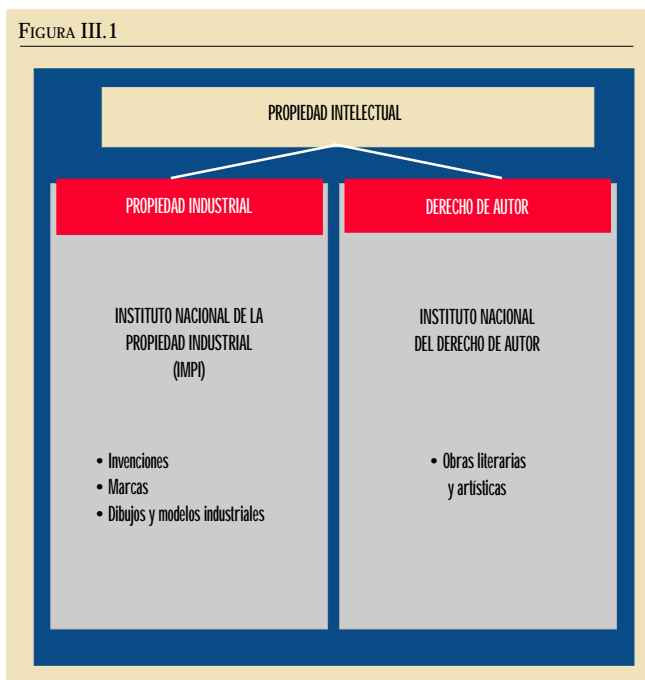 FIGURA III.1
PROPIEDAD INTELECTUAL
PROPIEDAD INDUSTRIAL
INSTITUTO NACIONAL DE LA
PROPIEDAD INDUSTRIAL
(IMPI)
• Invenciones
• Marcas
• Dibujos y modelos industriales
DERECHO DE AUTOR
INSTITUTO NACIONAL
DEL DERECHO DE AUTOR
• Obras literarias
y artísticas